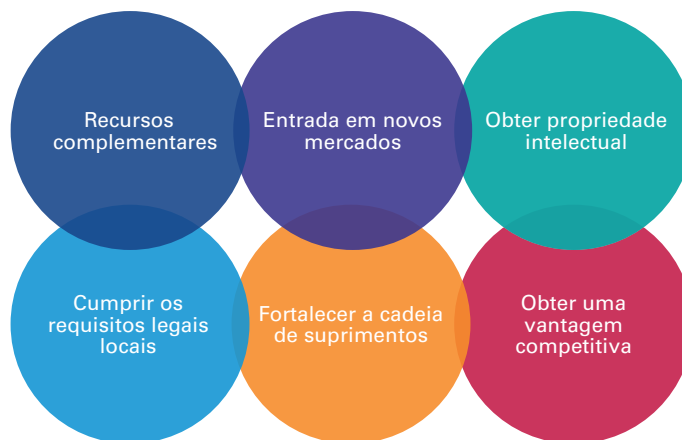 Recursos
complementares
Entrada em novos
mercados
Obter propriedade
intelectual
Cumprir os
requisitos legais
locais
Fortalecer a cadeia
de suprimentos
Obter uma
vantagem
competitiva